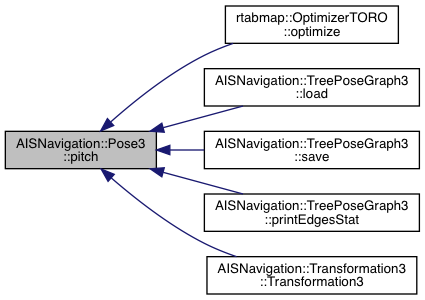 rtabmap::OptimizerTORO
::optimize
AISNavigation::TreePoseGraph3
::load
AISNavigation::Pose3
::pitch
AISNavigation::TreePoseGraph3
::save
AISNavigation::TreePoseGraph3
::printEdgesStat
AISNavigation::Transformation3
::Transformation3